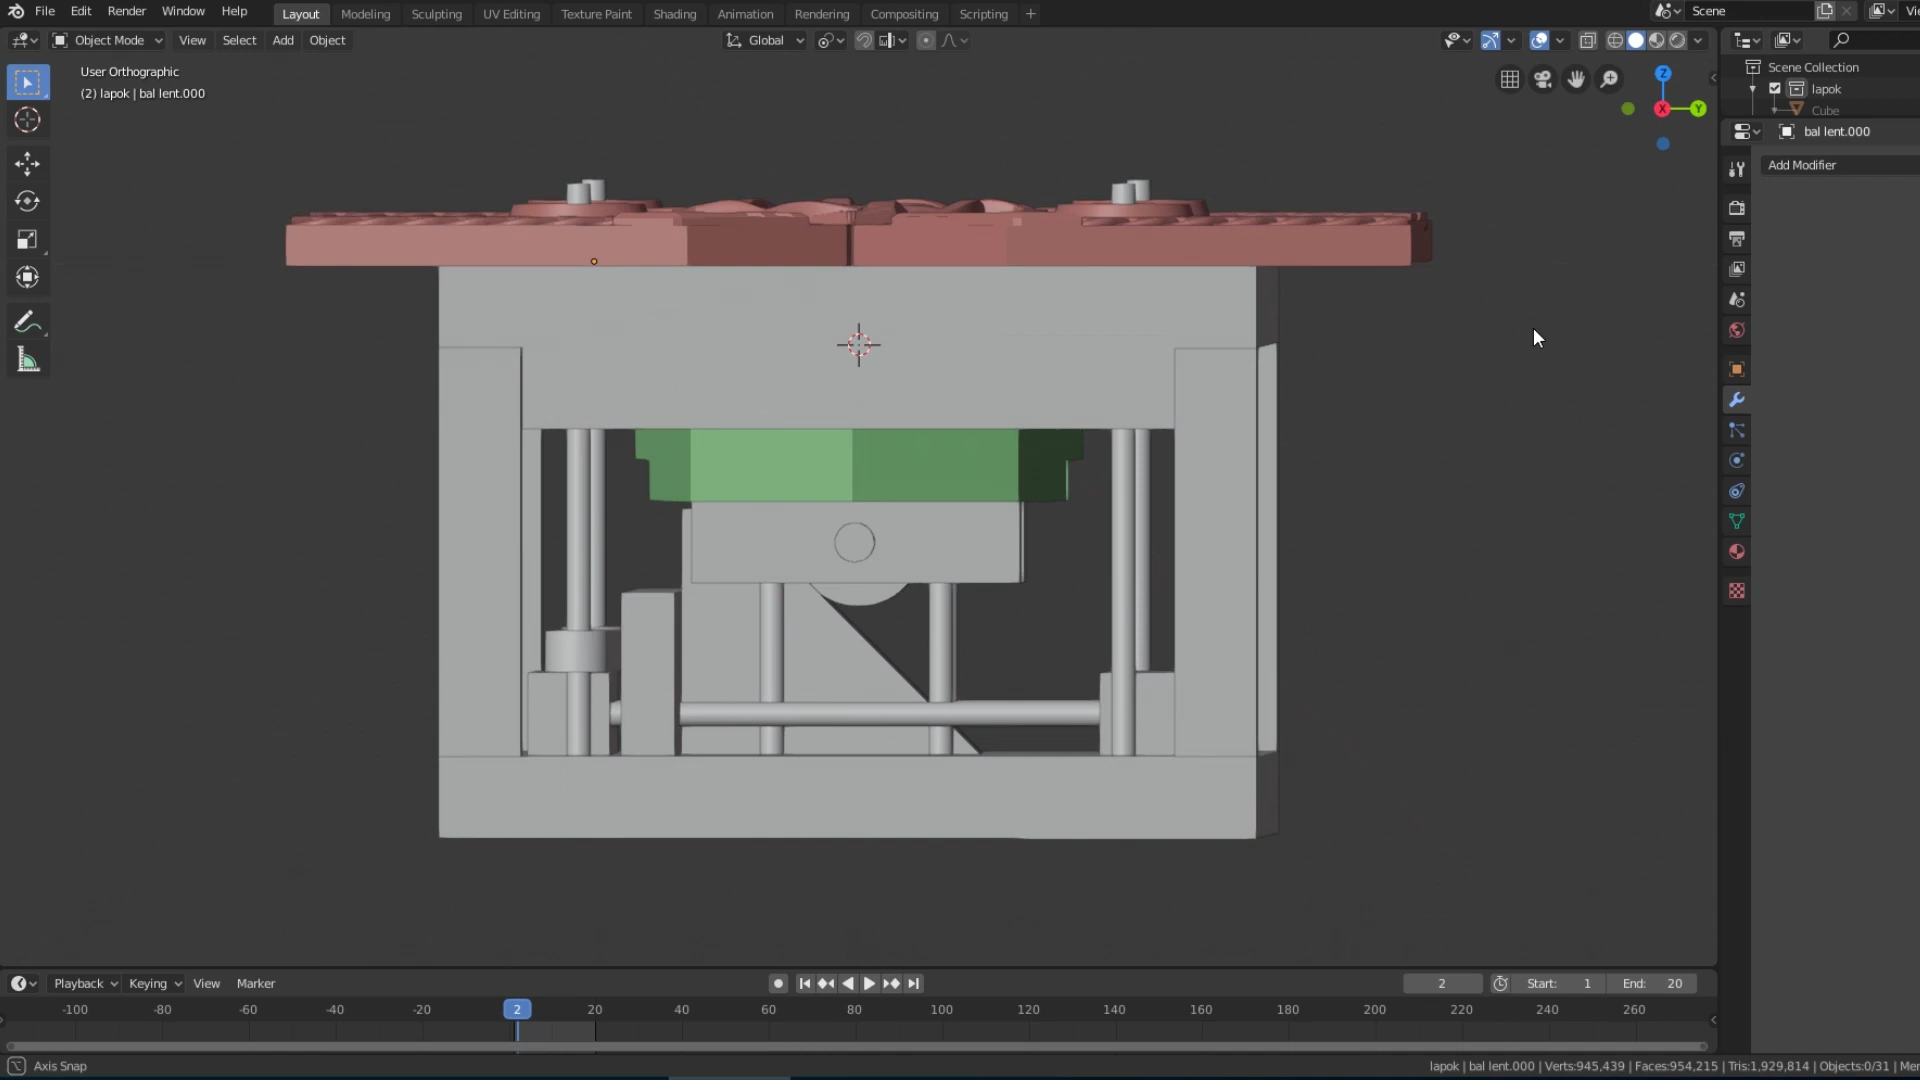 File Edit Render Window Help Layout Modeling Sculpting UV Editing Texture Paint Shading Animation Rendering Compositing Scripting + Scene
Object Mode View Select Add Object Global
User Orthographic
(2) lapok | bal lent.000
Z
X
Y
Scene Collection
lapok
Cube
bal lent.000
Add Modifier
Playback Keying View Marker 2 Start: 1 End: 20
-100 -80 -60 -40 -20 2 20 40 60 80 100 120 140 160 180 200 220 240 260
Axis Snap lapok | bal lent.000 | Verts:945,439 | Faces:954,215 | Tris:1,929,814 | Objects:0/31 |